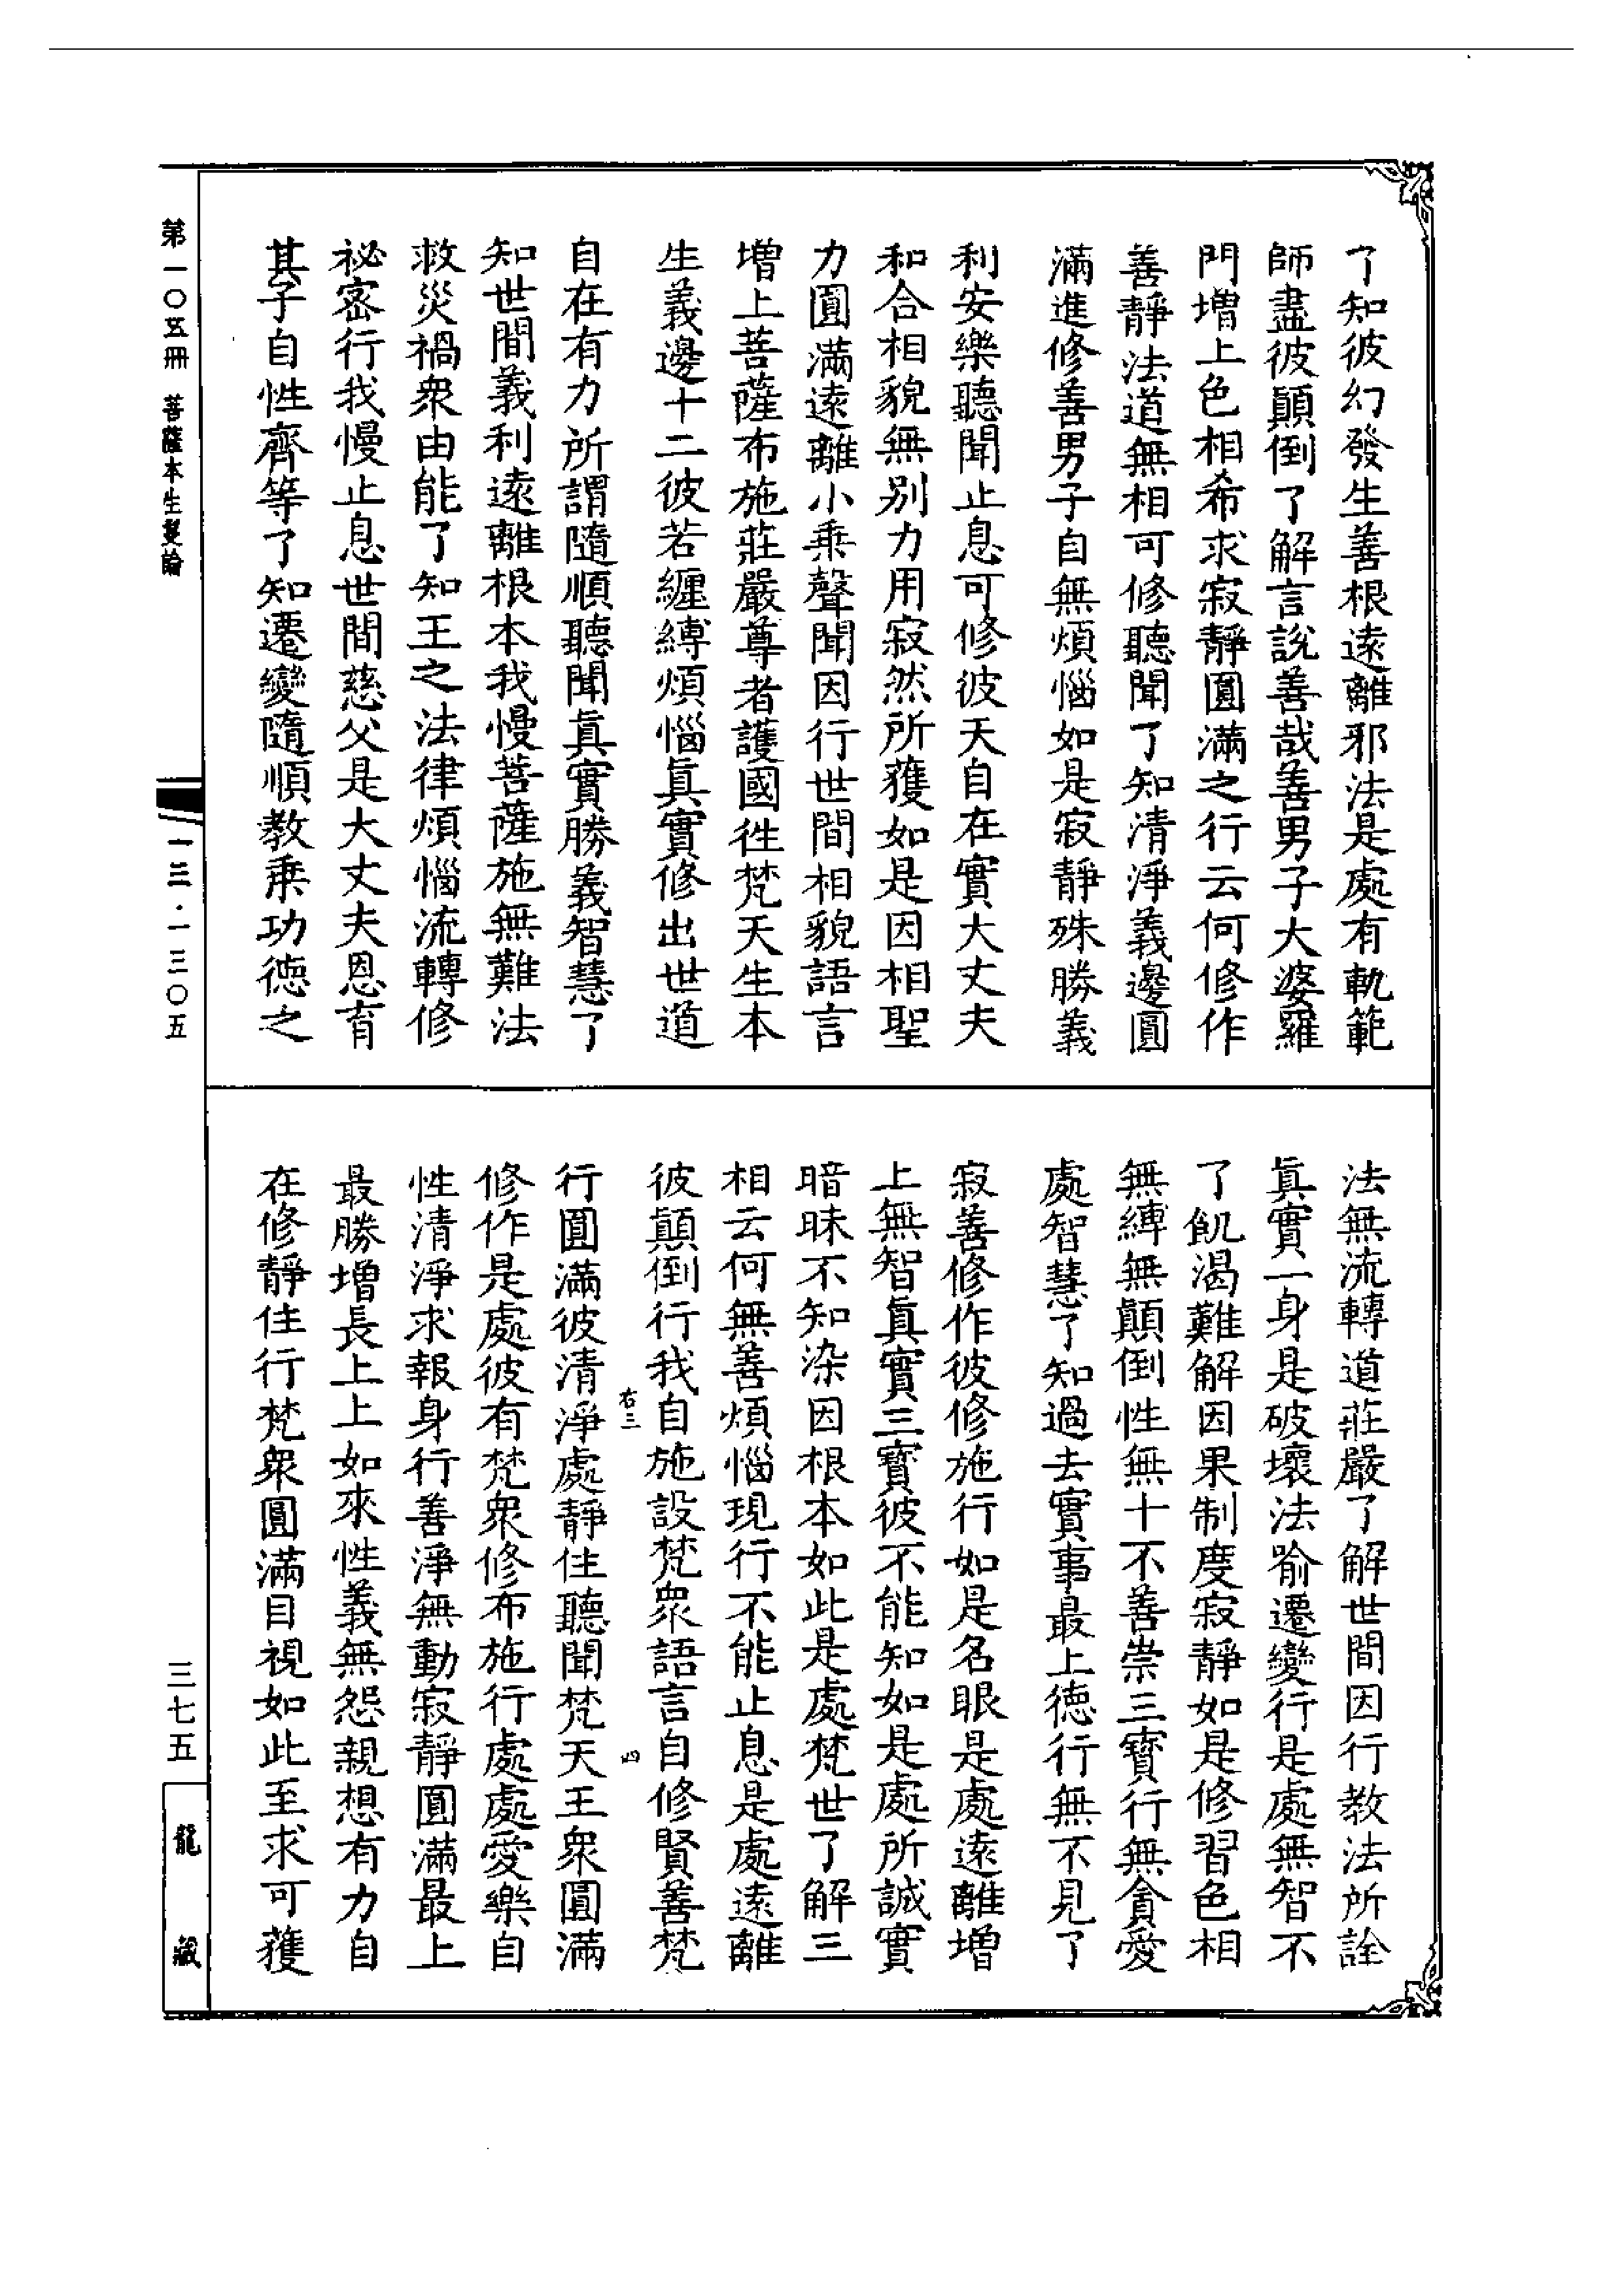 了知彼幻發生善根遠離邪法是處有軌範
師盡彼顛倒了解言說善哉善男子大婆羅
門增上色相希求寂靜圓滿之行云何修作
善靜法道無相可修聽聞了知清淨義邊圓
滿進修善男子自無煩惱如是寂靜殊勝義
利安樂聽聞止息可修彼天自在實大丈夫
和合相貌無別力用寂然所獲如是因相聖
力圓滿遠離小乘聲聞因行世間相貌語言
增上菩薩布施莊嚴尊者護國徃梵天生本
生義邊十二彼若纏縛煩惱眞實修出世道
自在有力所謂隨順聽聞眞實勝義智慧了
知世間義利遠離根本我慢菩薩施無難法
救災禍衆由能了知王之法律煩惱流轉修
祕密行我慢止息世間慈父是大丈夫恩育
其子自性齊等了知遷變隨順教乘功德之
法無流轉道莊嚴了解世間因行教法所詮
眞實一身是破壞法喻遷變行是處無智不
了飢渴難解因果制度寂靜如是修習色相
無縛無顛倒性無十不善崇三寶行無貪愛
處智慧了知過去實事最上德行無不見了
寂善修作彼修施行如是名眼是處遠離增
上無智眞實三寶彼不能知如是處所誠實
暗昧不知染因根本如此是處梵世了解三
相云何無善煩惱現行不能止息是處遠離
彼顛倒行我自施設梵衆語言自修賢善梵
右三
四
行圓滿彼清淨處靜住聽聞梵天王衆圓滿
修作是處彼有梵衆修布施行處處愛樂自
性清淨求報身行善淨無動寂靜圓滿最上
最勝增長上上如來性義無怨親想有力自
在修靜住行梵衆圓滿目視如此至求可獲
第一〇五冊 菩薩本生鬘論
一三·一三〇五
三七五
龍藏